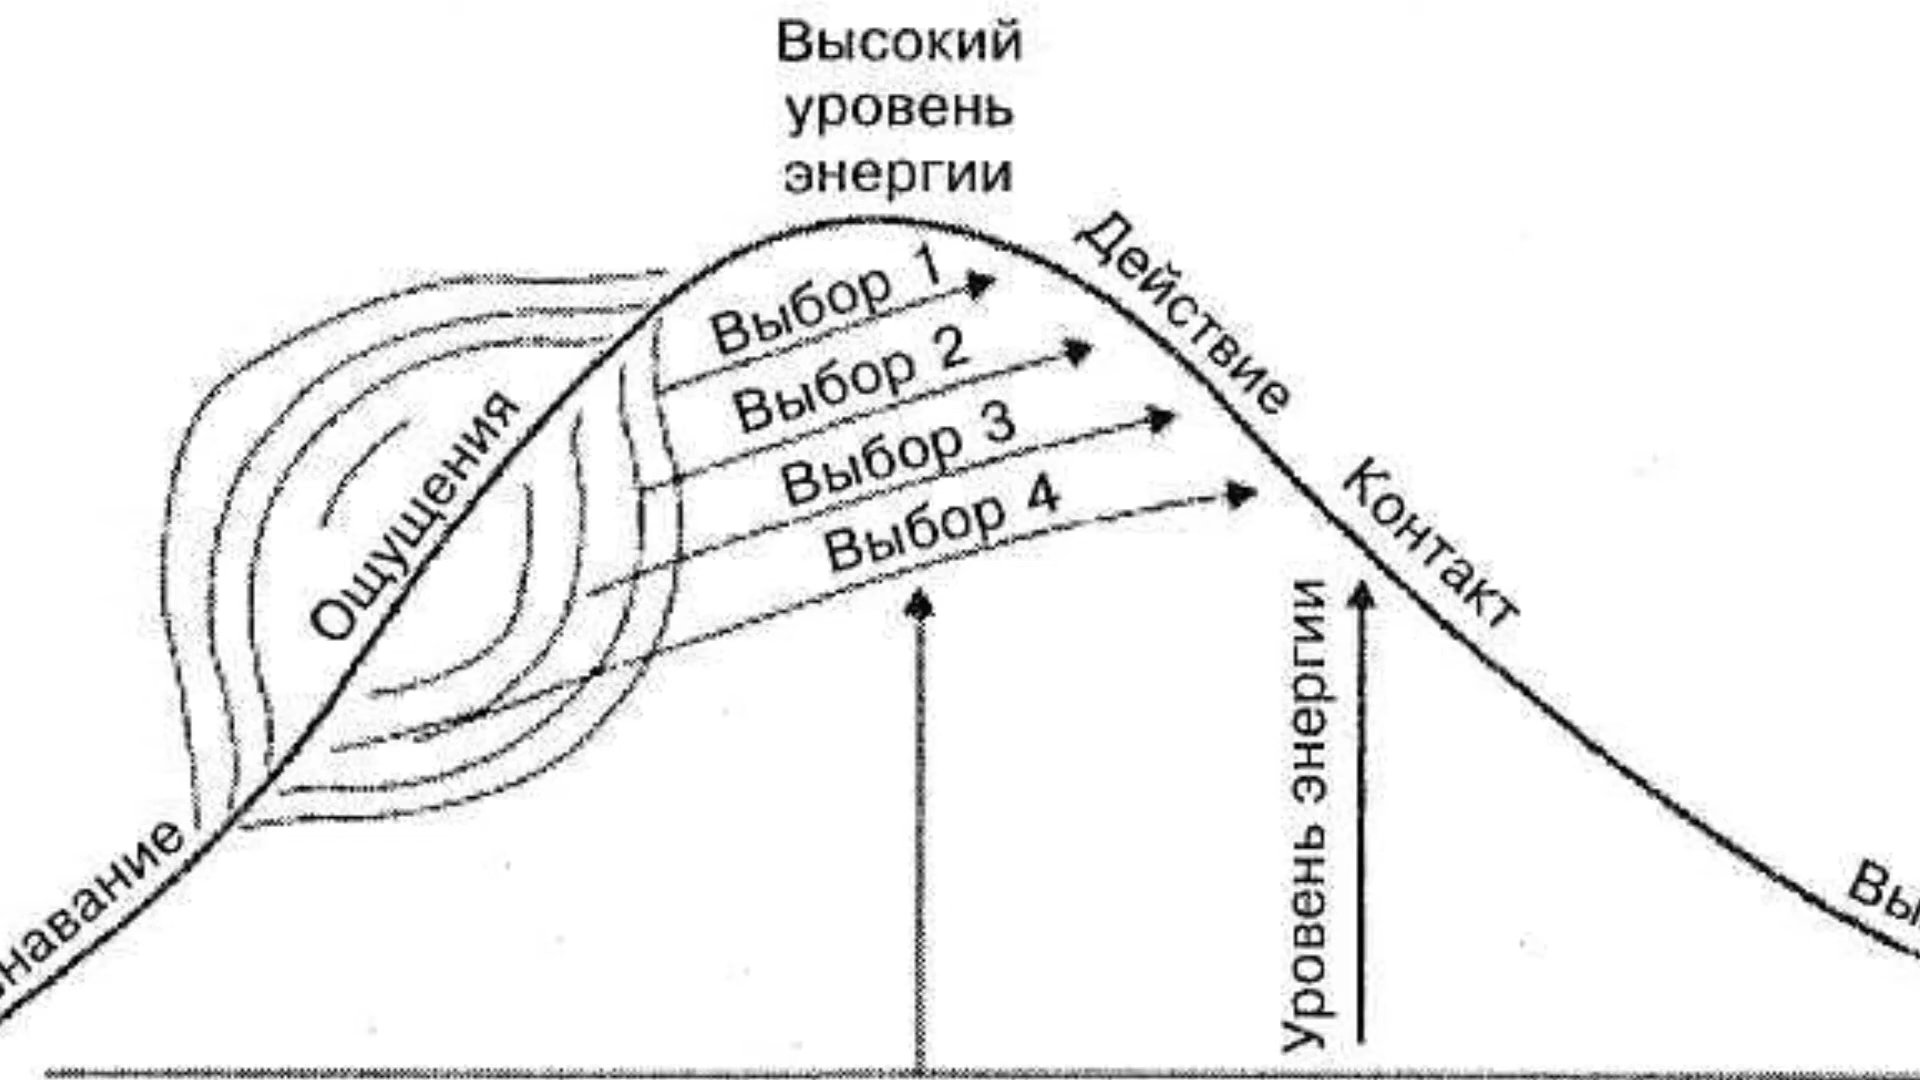 Высокий
уровень
энергии
Действие
Выбор 1
Выбор 2
Выбор 3
Выбор 4
Ощущения
Контакт
уровень энергии